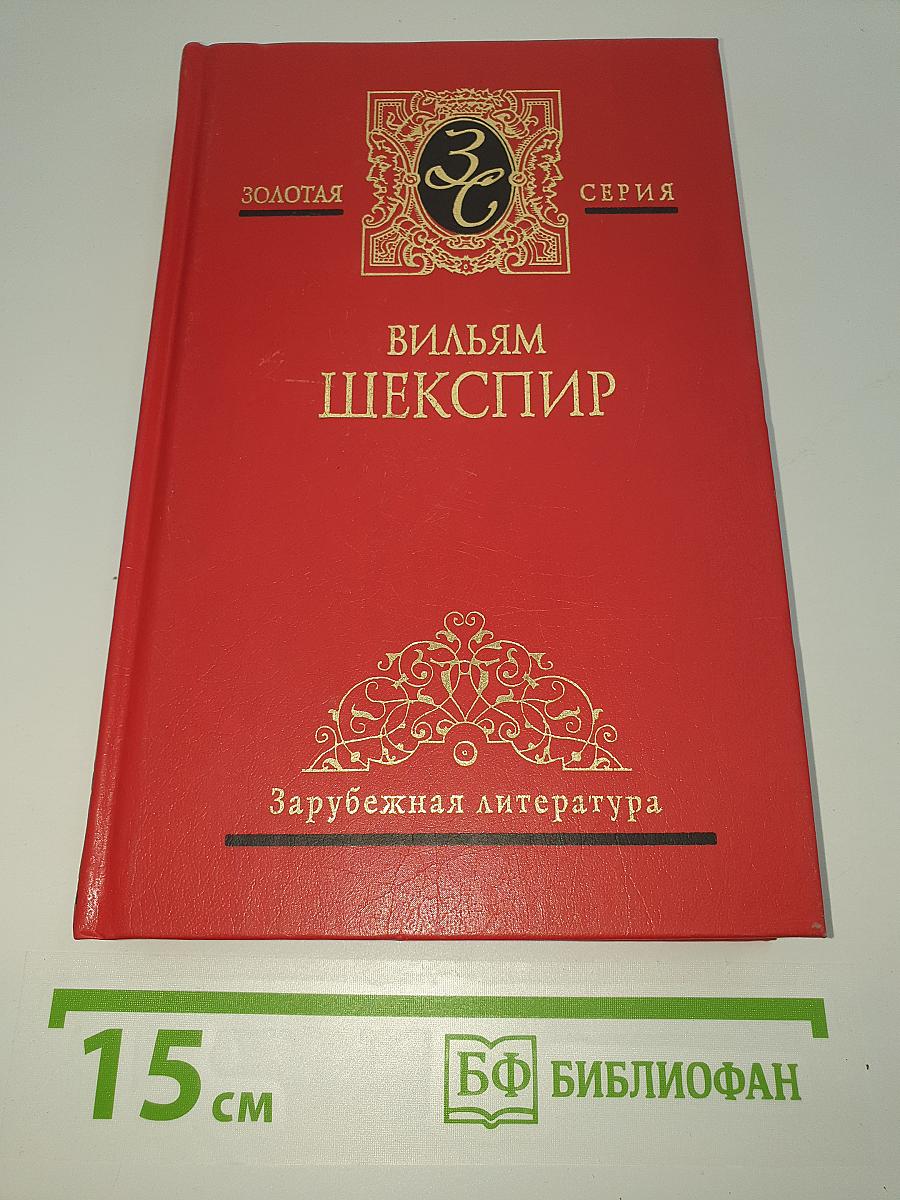 ЗС
ЗОЛОТАЯ СЕРИЯ
ВИЛЬЯМ
ШЕКСПИР
Зарубежная литература
15 см
БФ БИБЛИОФАН